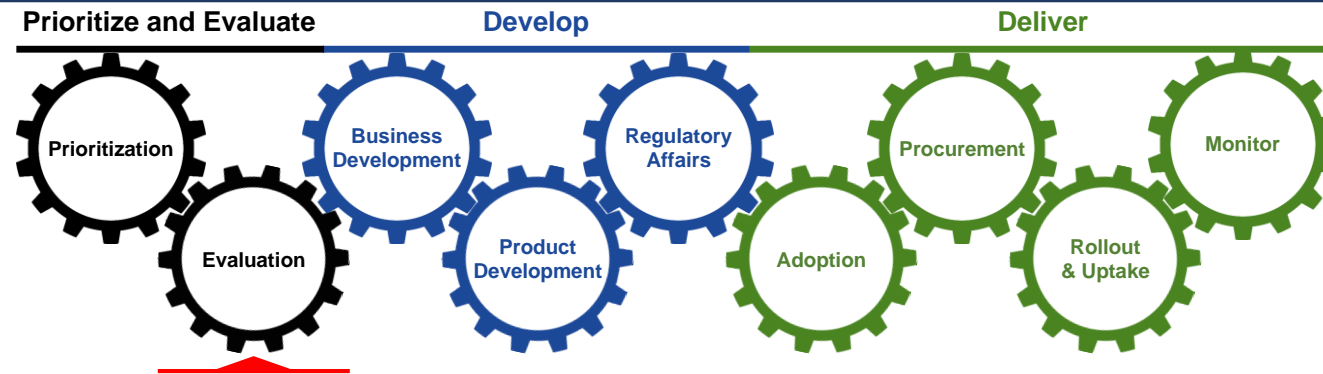 Prioritize and Evaluate
Develop
Deliver
Prioritization
Evaluation
Business
Development
Product
Development
Regulatory
Affairs
Adoption
Procurement
Rollout
& Uptake
Monitor